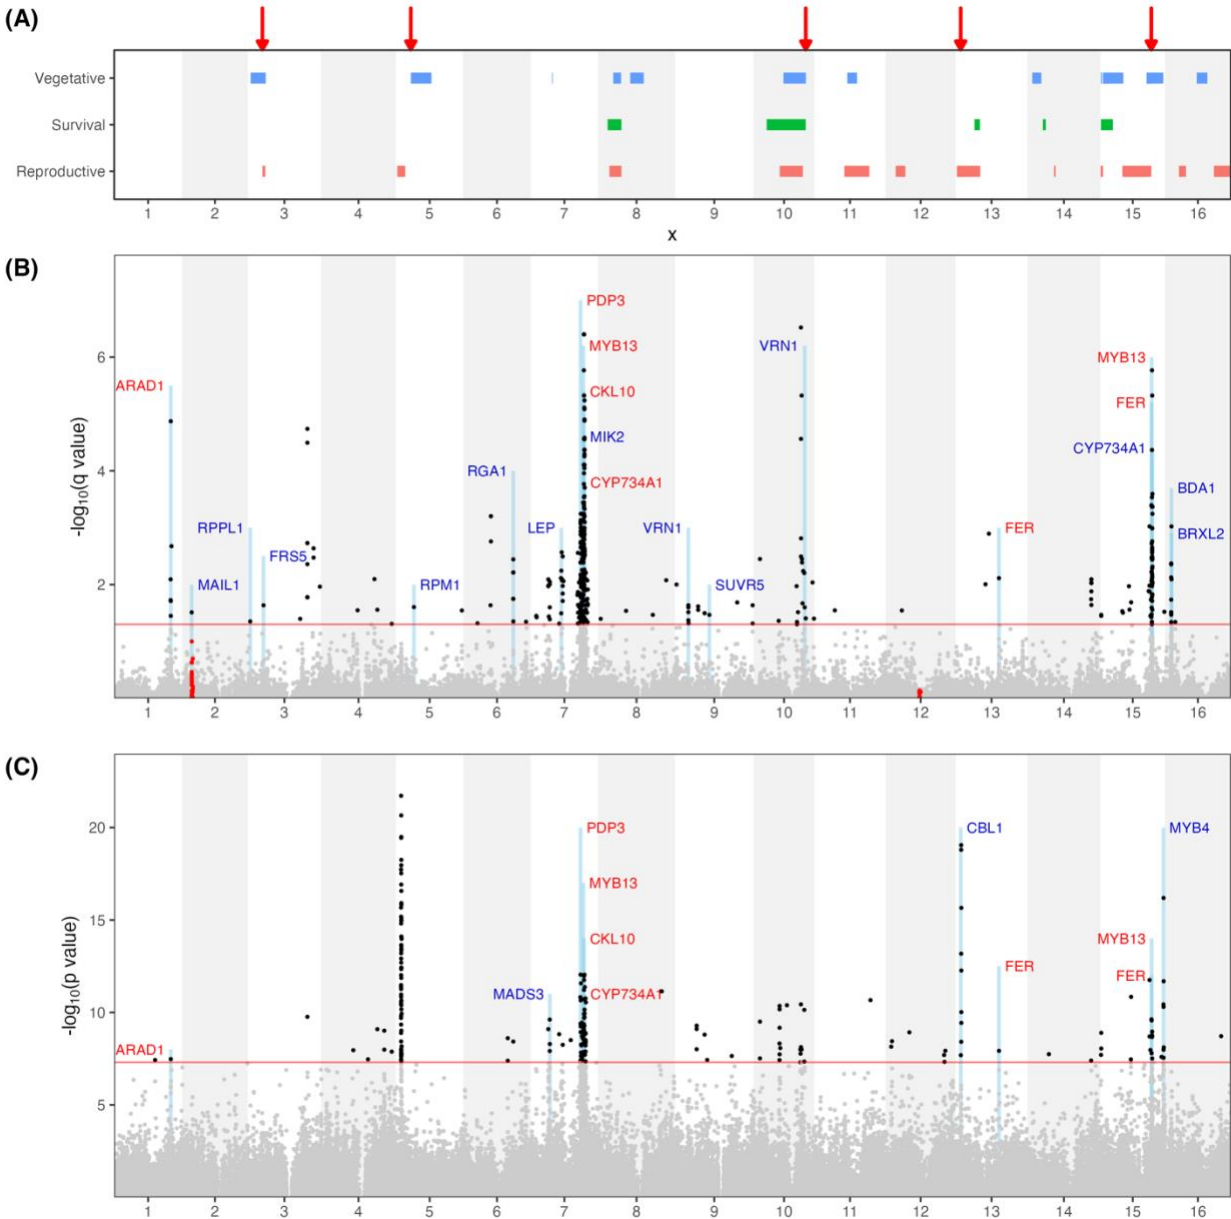 (A)
Vegetative
Survival
Reproductive
1 2 3 4 5 6 7 8 9 10 11 12 13 14 15 16
x
(B)
-log10(q value)
6
4
2
PDP3
MYB13
VRN1
MYB13
ARAD1
CKL10
FER
MIK2
CYP734A1
RGA1
CYP734A1
BDA1
RPPL1
LEP
VRN1
FER
BRXL2
FRS5
MAIL1
RPM1
SUVR5
1 2 3 4 5 6 7 8 9 10 11 12 13 14 15 16
(C)
-log10(p value)
20
15
10
5
PDP3
CBL1
MYB4
MYB13
CKL10
MYB13
FER
FER
MADS3
CYP734A1
ARAD1
1 2 3 4 5 6 7 8 9 10 11 12 13 14 15 16